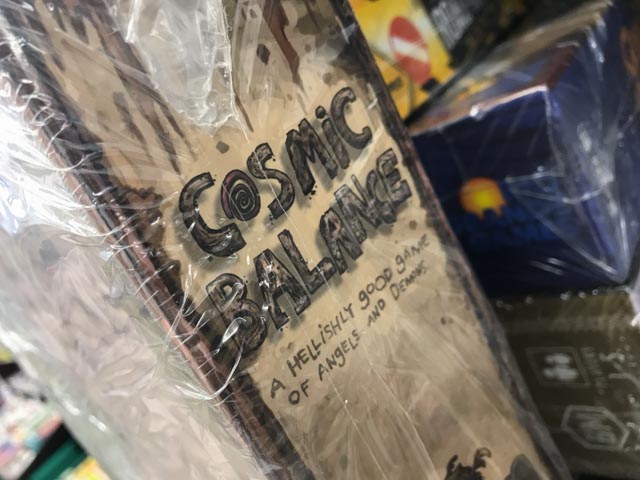 COSMIC
BALANCE
A HELLISHLY GOOD GAME
OF ANGELS AND DEMONS